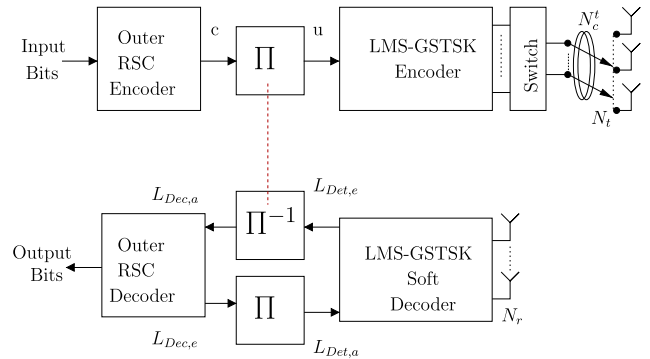 Input
Bits
Outer
RSC
Encoder
c
∏
u
LMS-GSTSK
Encoder
Switch
N_c^t
N_t
Output
Bits
L_{Dec,a}
Outer
RSC
Decoder
L_{Dec,e}
∏^{-1}
∏
L_{Det,e}
L_{Det,a}
LMS-GSTSK
Soft
Decoder
N_r